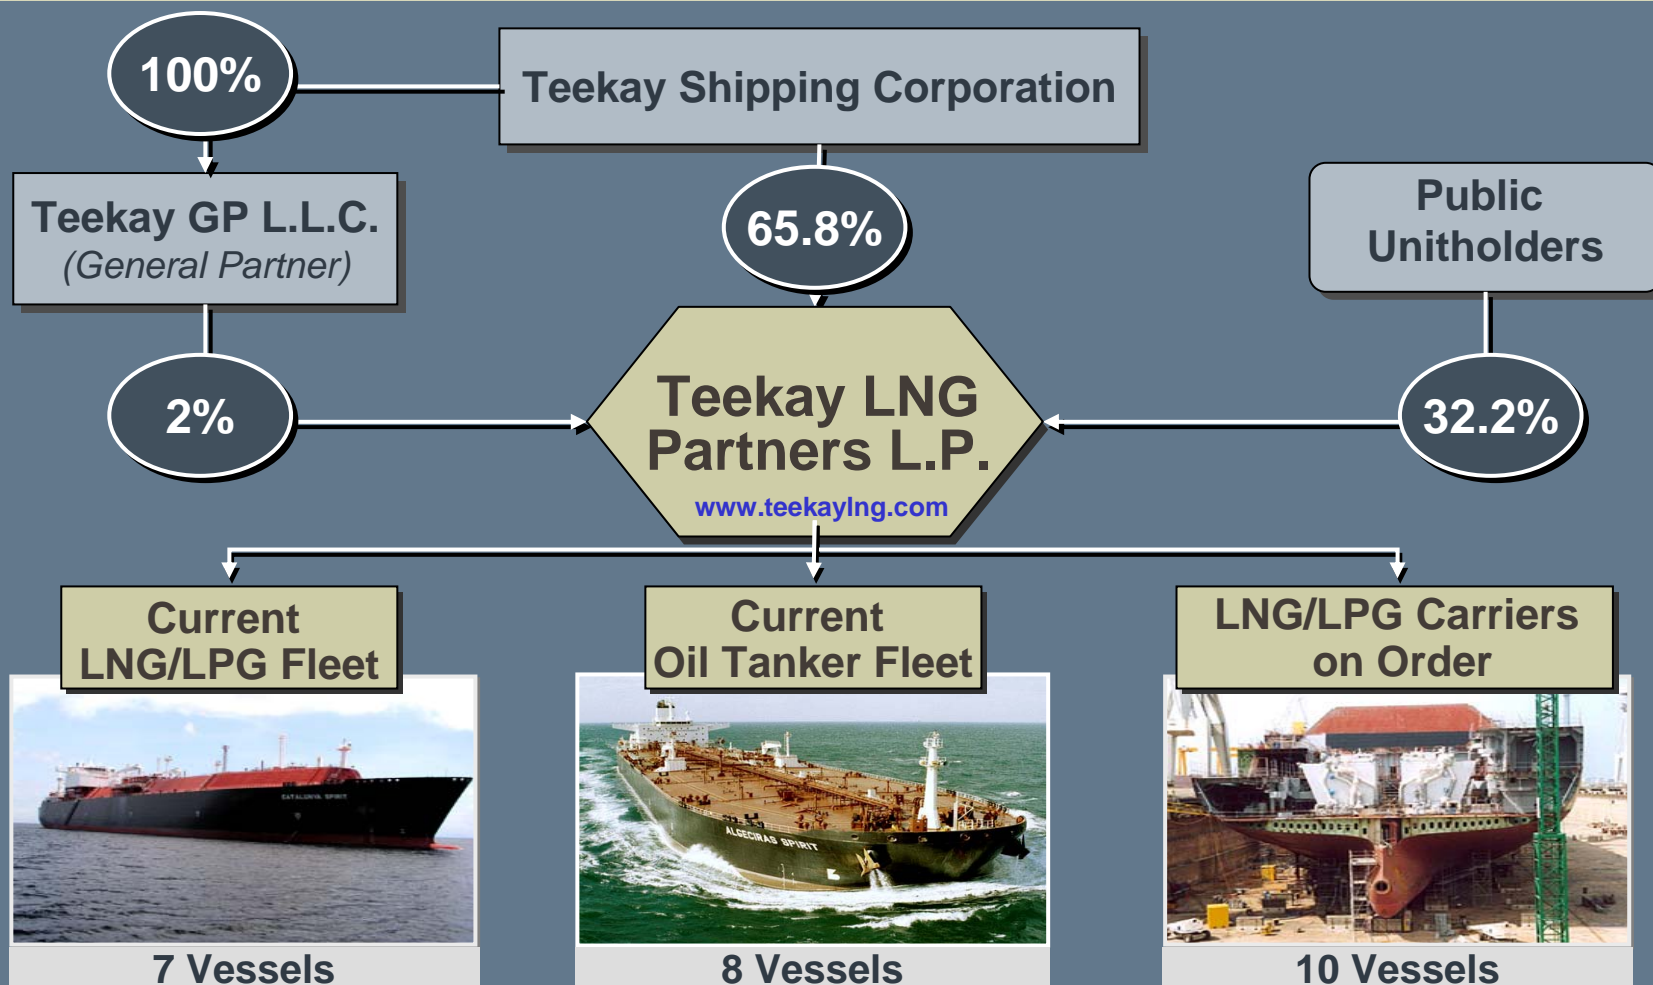 100%
Teekay Shipping Corporation
Teekay GP L.L.C.
(General Partner)
65.8%
Public
Unitholders
2%
Teekay LNG
Partners L.P.
www.teekaylng.com
32.2%
Current
LNG/LPG Fleet
Current
Oil Tanker Fleet
LNG/LPG Carriers
on Order
CATALUNYA SPIRIT
ALGECIRAS SPIRIT
7 Vessels
8 Vessels
10 Vessels